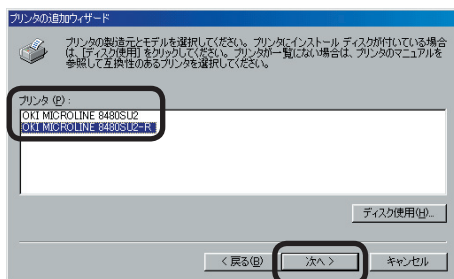 プリンタの追加ウィザード
プリンタの製造元とモデルを選択してください。プリンタにインストール ディスクが付いている場合
は、[ディスク使用] をクリックしてください。プリンタが一覧にない場合は、プリンタのマニュアルを
参照して互換性のあるプリンタを選択してください。
プリンタ (P) :
OKI MICROLINE 8480SU2
OKI MICROLINE 8480SU2-R
ディスク使用(H)...
< 戻る(B)
次へ >
キャンセル